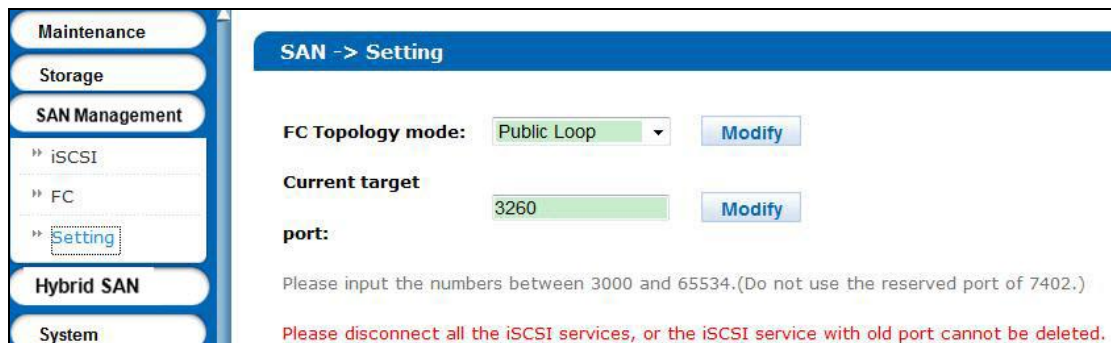 Maintenance
Storage
SAN Management
iSCSI
FC
Setting
Hybrid SAN
System
SAN -> Setting
FC Topology mode: Public Loop Modify
Current target
3260 Modify
port:
Please input the numbers between 3000 and 65534.(Do not use the reserved port of 7402.)
Please disconnect all the iSCSI services, or the iSCSI service with old port cannot be deleted.